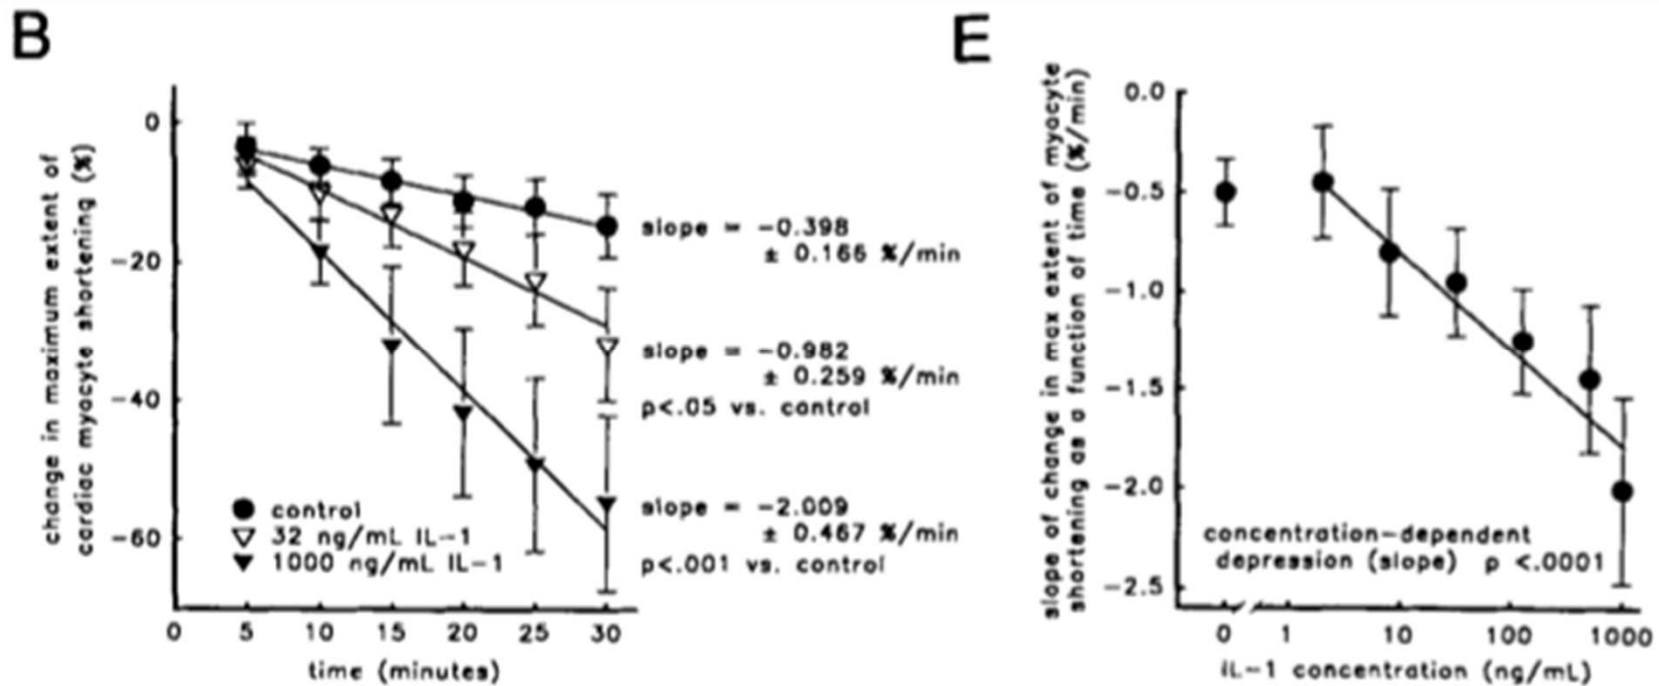 B
change in maximum extent of
cardiac myacyte shortening (%)
0
-20
-40
-60
slope = -0.398
± 0.166 %/min
slope = -0.982
± 0.259 %/min
p<.05 vs. control
slope = -2.009
± 0.467 %/min
p<.001 vs. control
control
32 ng/mL IL-1
1000 ng/mL IL-1
0 5 10 15 20 25 30
time (minutes)
E
slope of change in max extent of myacyte
shortening as a function of time (%/min)
0.0
-0.5
-1.0
-1.5
-2.0
-2.5
concentration-dependent
depression (slope) p <.0001
0 1 10 100 1000
IL-1 concentration (ng/mL)